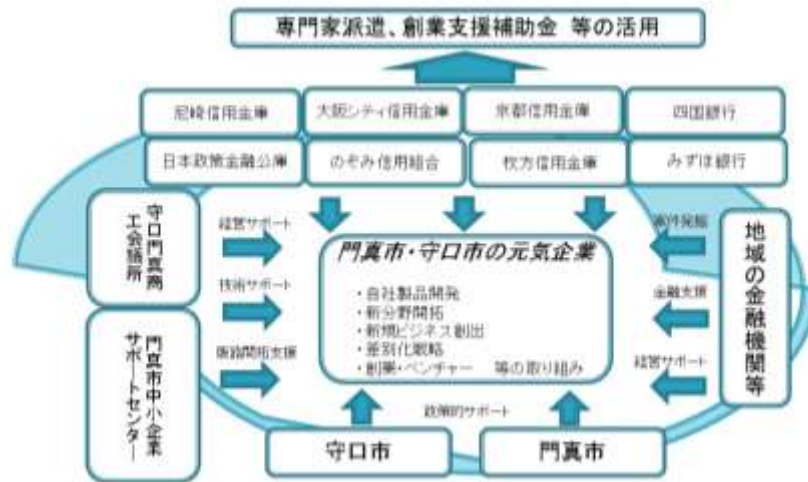 専門家派遣、創業支援補助金 等の活用
尼崎信用金庫
大阪シティ信用金庫
京都信用金庫
四国銀行
日本政策金融公庫
のぞみ信用組合
枚方信用金庫
みずほ銀行
守口門真商
工会議所
門真市中小企業
サポートセンター
経営サポート
技術サポート
販路開拓支援
門真市・守口市の元気企業
・自社製品開発
・新分野開拓
・新規ビジネス創出
・差別化戦略
・創業・ベンチャー 等の取り組み
案件発掘
金融支援
経営サポート
地域の金融機関等
政策的サポート
守口市
門真市